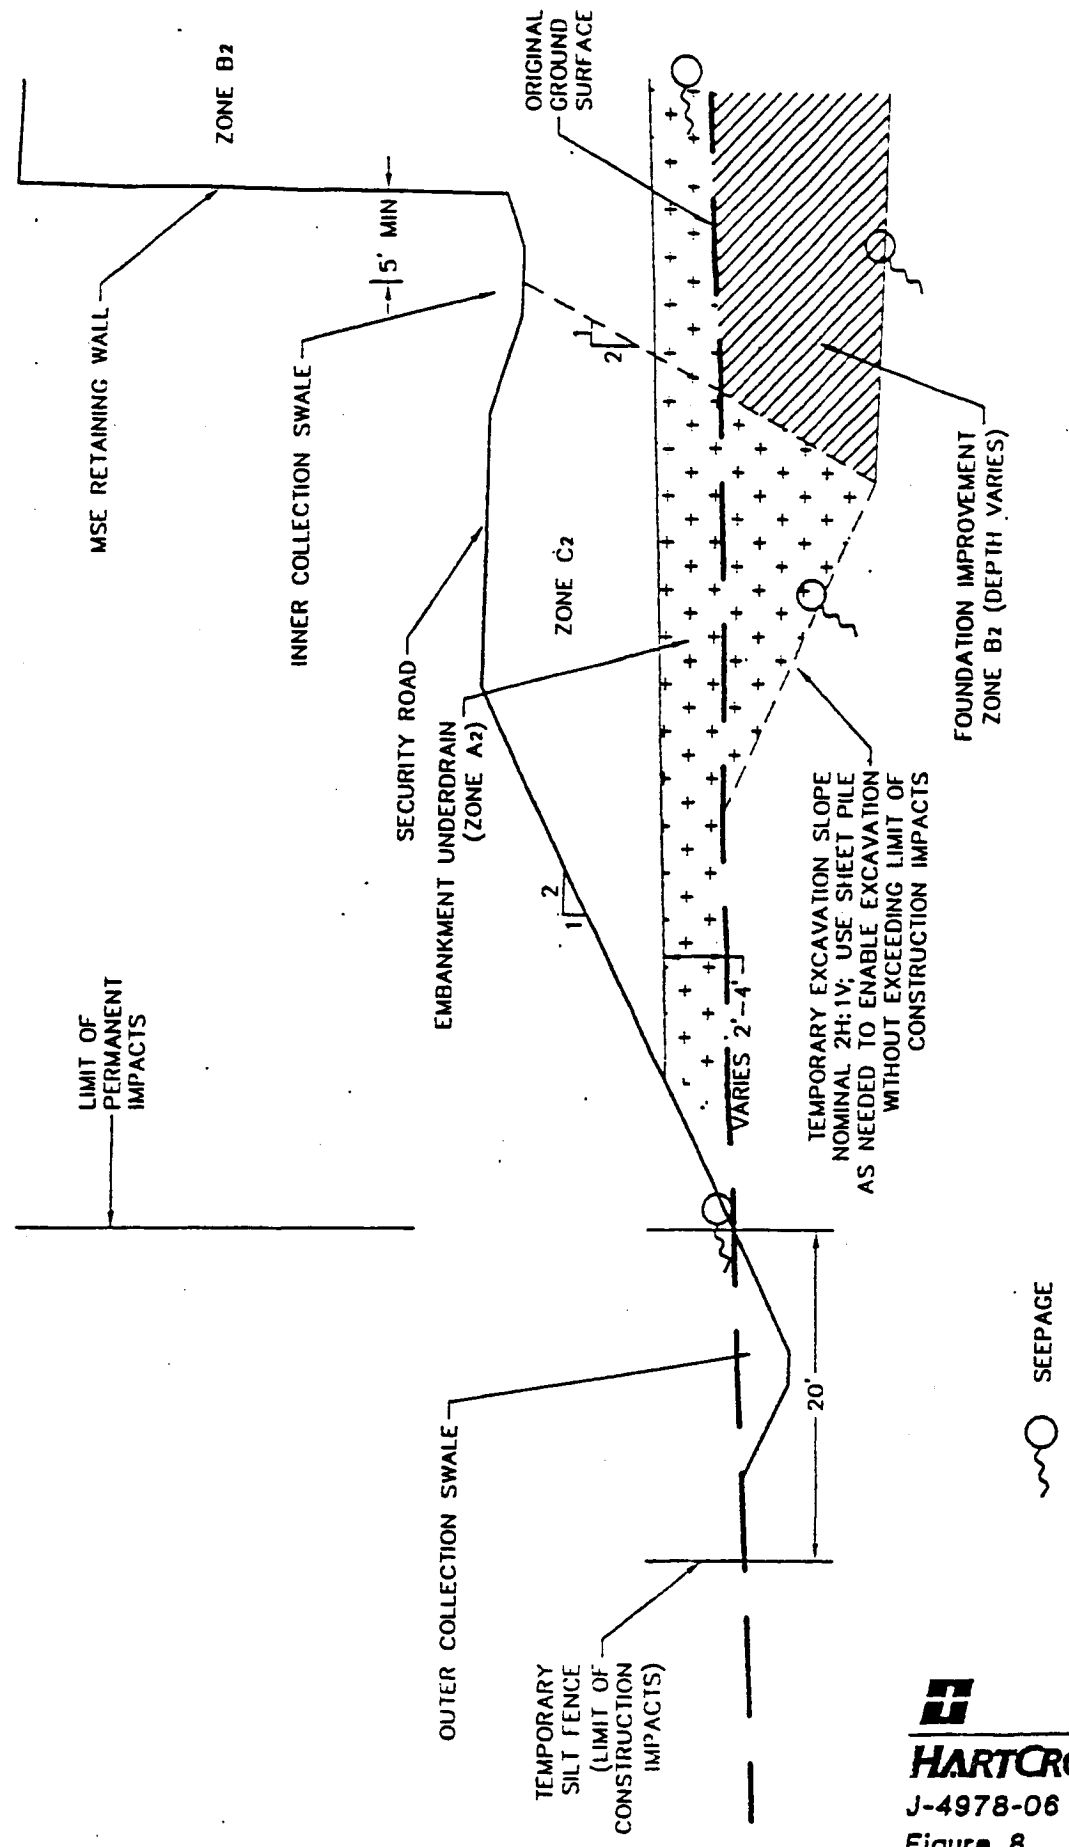 ZONE B2
MSE RETAINING WALL
5' MIN
ORIGINAL
GROUND
SURFACE
INNER COLLECTION SWALE
1
2
SECURITY ROAD
ZONE C2
EMBANKMENT UNDERDRAIN
(ZONE A2)
FOUNDATION IMPROVEMENT
ZONE B2 (DEPTH VARIES)
2
1
LIMIT OF
PERMANENT
IMPACTS
VARIES 2'-4'
TEMPORARY EXCAVATION SLOPE
NOMINAL 2H:1V; USE SHEET PILE
AS NEEDED TO ENABLE EXCAVATION
WITHOUT EXCEEDING LIMIT OF
CONSTRUCTION IMPACTS
OUTER COLLECTION SWALE
20'
TEMPORARY
SILT FENCE
(LIMIT OF
CONSTRUCTION
IMPACTS)
SEEPAGE
J-4978-06
Figure 8